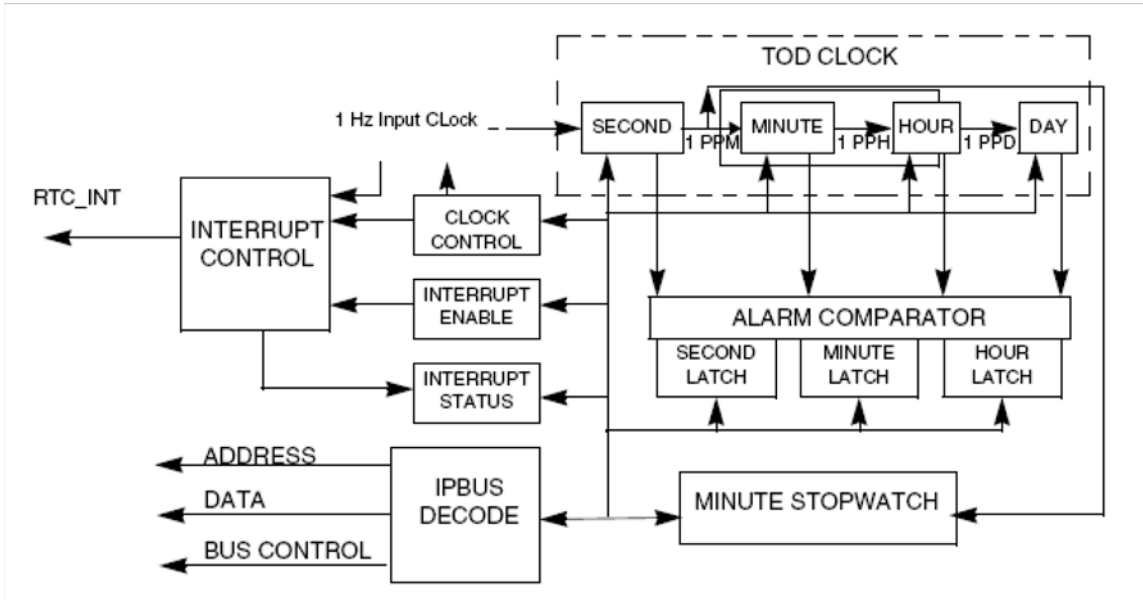 TOD CLOCK
1 Hz Input CLock
SECOND
1 PPM
MINUTE
1 PPH
HOUR
1 PPD
DAY
RTC_INT
INTERRUPT
CONTROL
CLOCK
CONTROL
INTERRUPT
ENABLE
INTERRUPT
STATUS
ALARM COMPARATOR
SECOND
LATCH
MINUTE
LATCH
HOUR
LATCH
ADDRESS
DATA
BUS CONTROL
IPBUS
DECODE
MINUTE STOPWATCH